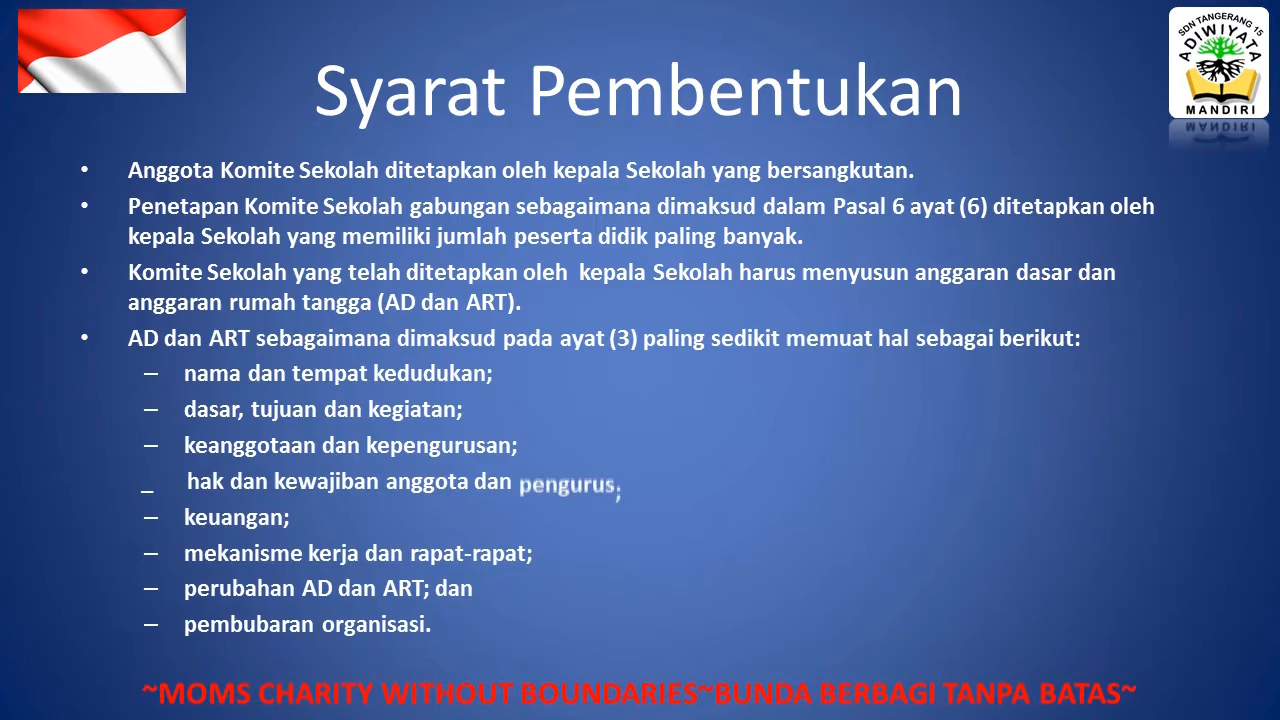 SDN TANGERANG 15
ADIWIYATA
MANDIRI
Syarat Pembentukan
• Anggota Komite Sekolah ditetapkan oleh kepala Sekolah yang bersangkutan.
• Penetapan Komite Sekolah gabungan sebagaimana dimaksud dalam Pasal 6 ayat (6) ditetapkan oleh
kepala Sekolah yang memiliki jumlah peserta didik paling banyak.
• Komite Sekolah yang telah ditetapkan oleh kepala Sekolah harus menyusun anggaran dasar dan
anggaran rumah tangga (AD dan ART).
• AD dan ART sebagaimana dimaksud pada ayat (3) paling sedikit memuat hal sebagai berikut:
– nama dan tempat kedudukan;
– dasar, tujuan dan kegiatan;
– keanggotaan dan kepengurusan;
– hak dan kewajiban anggota dan pengurus;
– keuangan;
– mekanisme kerja dan rapat-rapat;
– perubahan AD dan ART; dan
– pembubaran organisasi.
~MOMS CHARITY WITHOUT BOUNDARIES~BUNDA BERBAGI TANPA BATAS~